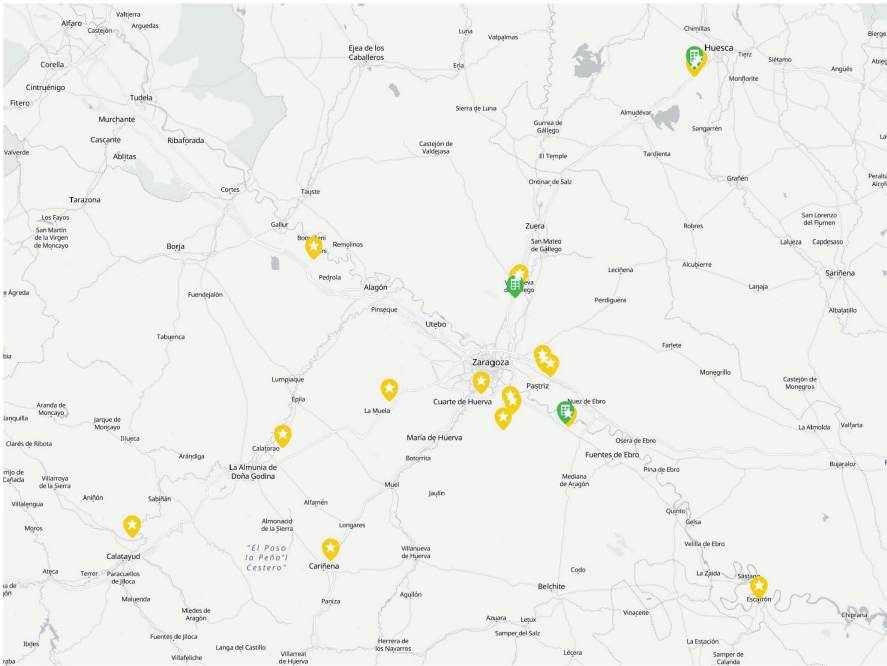 Valtierra
Alfaro
Castejón
Arguedas
Luna
Valpalmas
Chimillas
Bierge
Ejea de los
Caballeros
Huesca
Tierz
Siétamo
Corella
Erla
Angüés
Monflorite
Cintruénigo
Tudela
Fitero
Sierra de Luna
Almudévar
Murchante
Gurrea de
Gállego
Sangarrén
Cascante
Ribaforada
Castejón de
Valdejasa
Valverde
Ablitas
El Temple
Tardienta
Ontinar de Salz
Grañén
Peralta
Cortes
Tauste
Tarazona
Los Fayos
San Martín
de la Virgen
de Moncayo
Gallur
Zuera
Robres
San Lorenzo
del Flumen
Borja
Remolinos
San Mateo
de Gállego
Lalueza
Capdesaso
Leciñena
Alcubierre
Sariñena
Pedrola
Lanaja
Ágreda
Fuendejalón
Alagón
Perdiguera
Pinseque
Albalatillo
Utebo
Tabuenca
Farlete
Zaragoza
Monegrillo
Lumpiaque
Pastriz
Castejón de
Monegros
Épila
Cuarte de Huerva
Nuez de Ebro
Aranda de
Moncayo
La Muela
Jarque de
Moncayo
La Almolda
Valfarta
Illueca
María de Huerva
Osera de Ebro
Clarés de Ribota
Calatorao
Fuentes de Ebro
Arándiga
Botorrita
Bujaraloz
La Almunia de
Doña Godina
Pina de Ebro
Villarroya
de la Sierra
Mediana
de Aragón
Muel
Jaulín
Aniñón
Sabiñán
Villalengua
Alfamén
Quinto
Gelsa
Moros
Almonacid
de la Sierra
Longares
Velilla de Ebro
Calatayud
"El Paso
la Peña'l
Cestero"
Villanueva
de Huerva
Cariñena
Ateca
Terrer
Paracuellos
de Jiloca
Codo
La Zaida
Sástago
Belchite
Escatrón
Maluenda
Paniza
Aguilón
Miedes de
Aragón
Vinaceite
Chiprana
Azuara
Letux
Samper del Salz
Fuentes de Jiloca
Ibdes
Langa del Castillo
Herrera de
los Navarros
La Estación
Villafeliche
Villarreal
de Huerva
Lécera
Samper de
Calanda